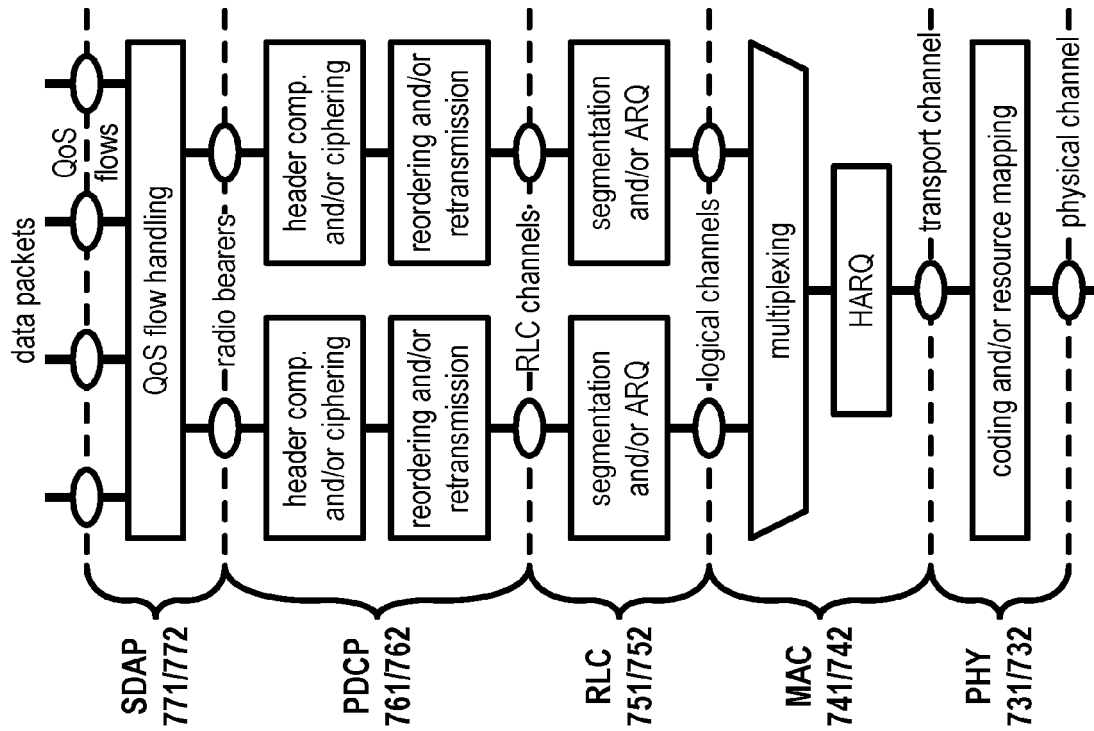 data packets
QoS
flows
SDAP
771/772
QoS flow handling
radio bearers
PDCP
761/762
header comp.
and/or ciphering
header comp.
and/or ciphering
reordering and/or
retransmission
reordering and/or
retransmission
RLC channels
RLC
751/752
segmentation
and/or ARQ
segmentation
and/or ARQ
logical channels
MAC
741/742
multiplexing
HARQ
transport channel
PHY
731/732
coding and/or resource mapping
physical channel